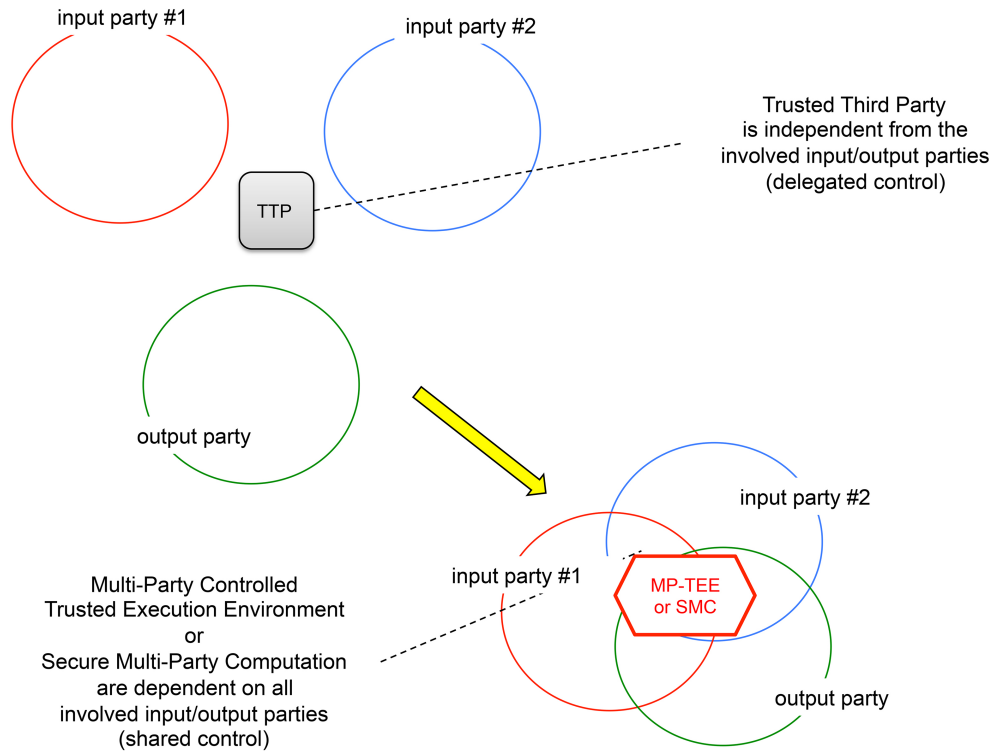 input party #1
input party #2
Trusted Third Party
is independent from the
involved input/output parties
(delegated control)
TTP
output party
input party #2
input party #1
MP-TEE
or SMC
Multi-Party Controlled
Trusted Execution Environment
or
Secure Multi-Party Computation
are dependent on all
involved input/output parties
(shared control)
output party